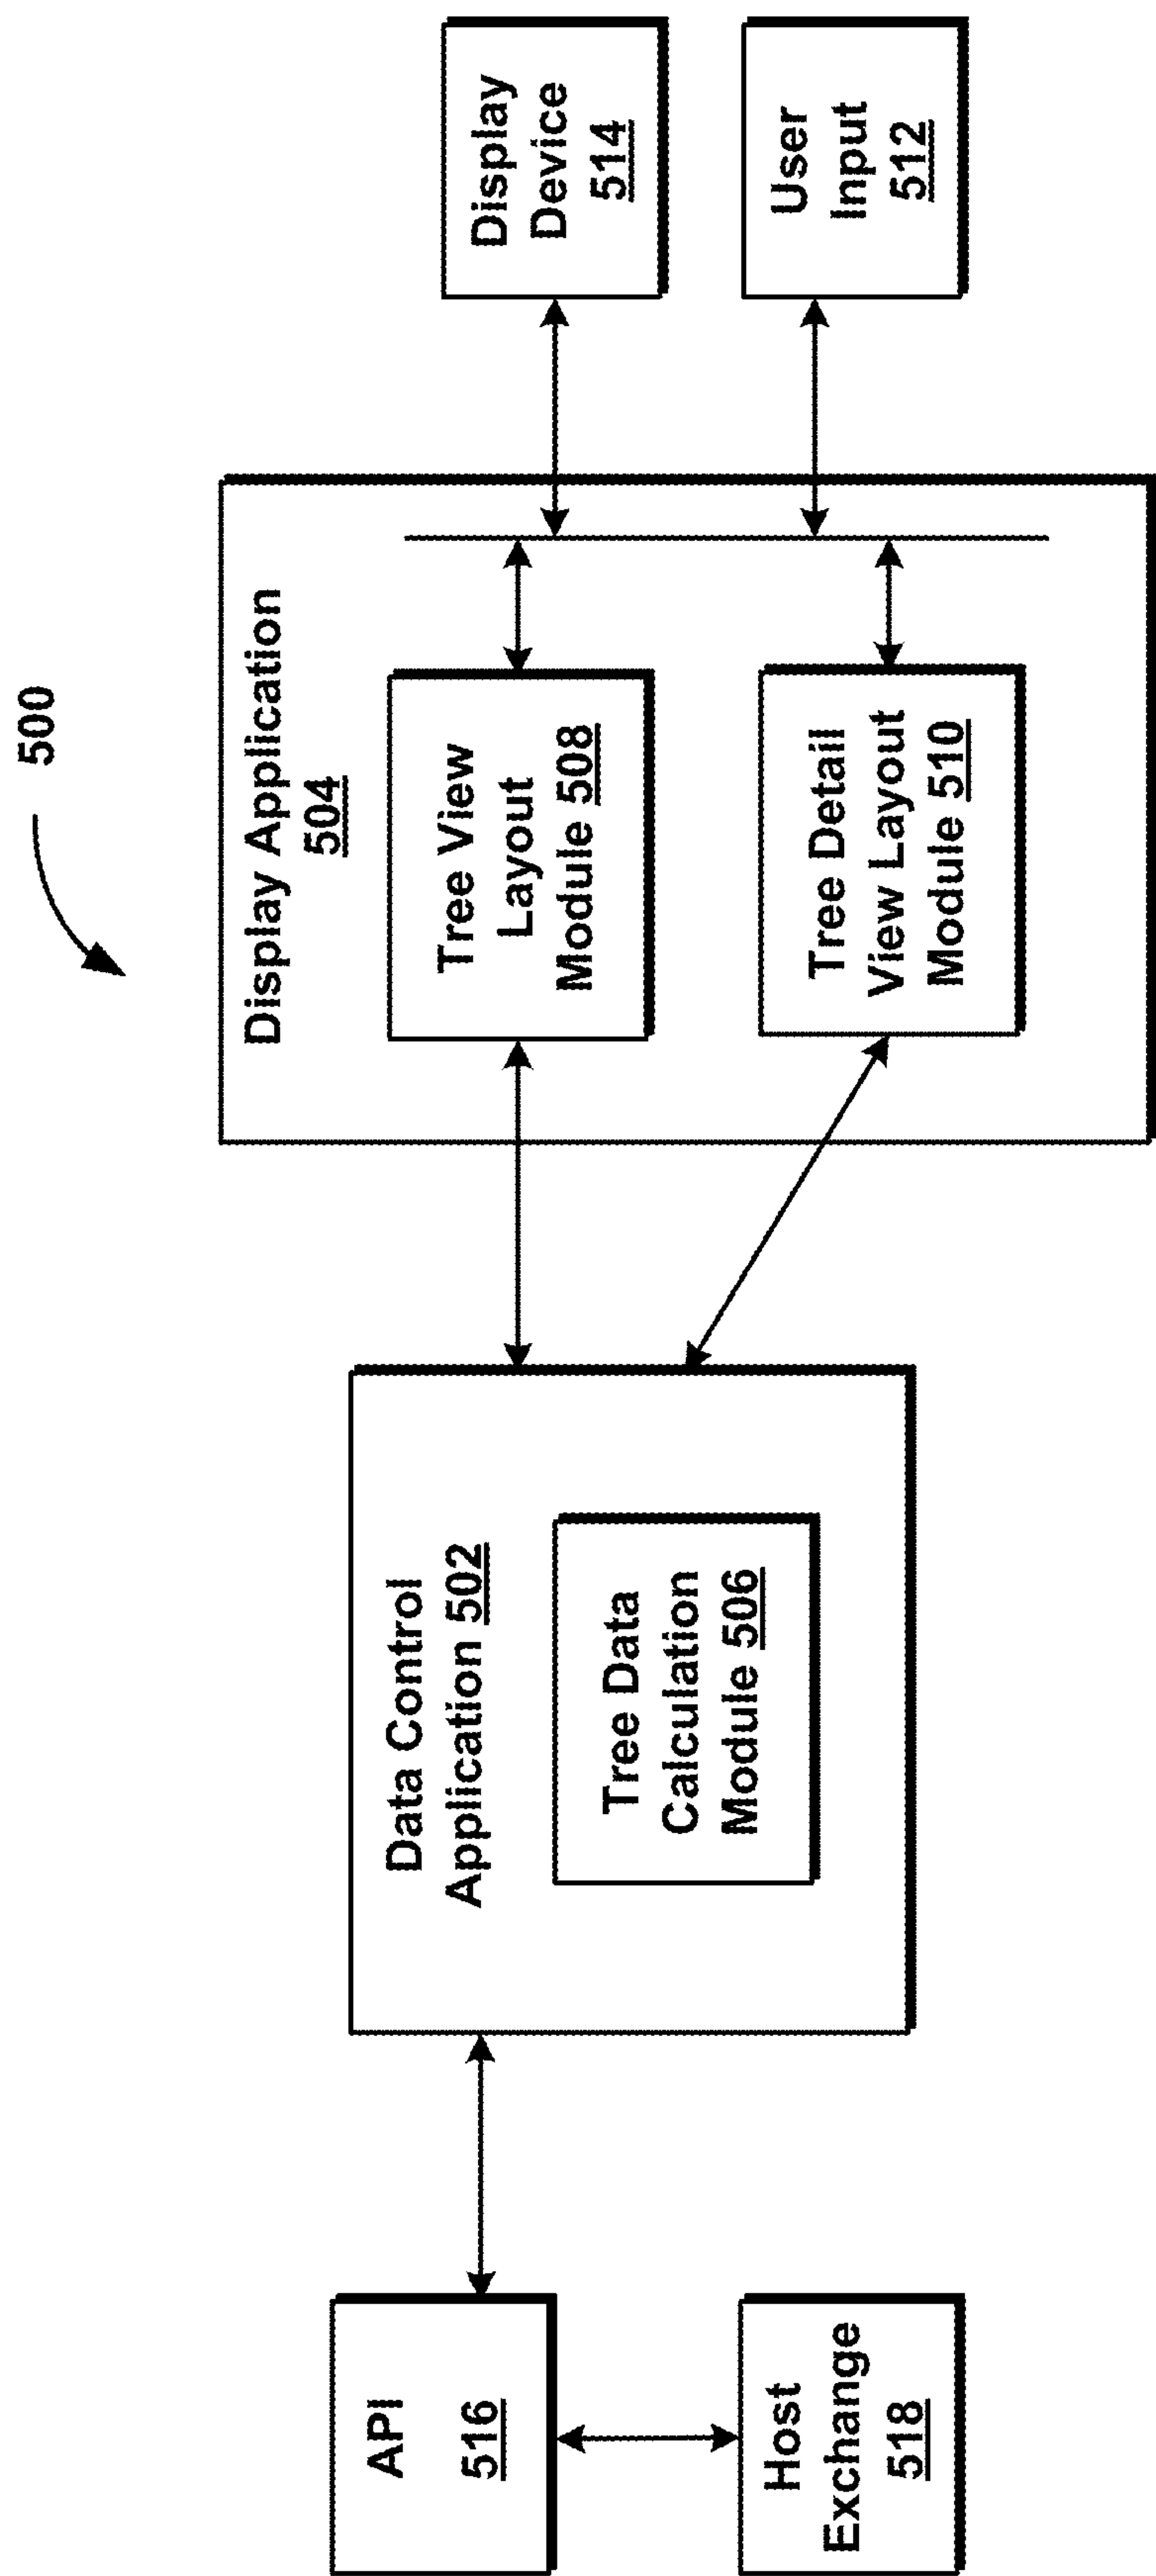 500
API
516
Host
Exchange
518
Data Control
Application 502
Tree Data
Calculation
Module 506
Display Application
504
Tree View
Layout
Module 508
Tree Detail
View Layout
Module 510
Display
Device
514
User
Input
512